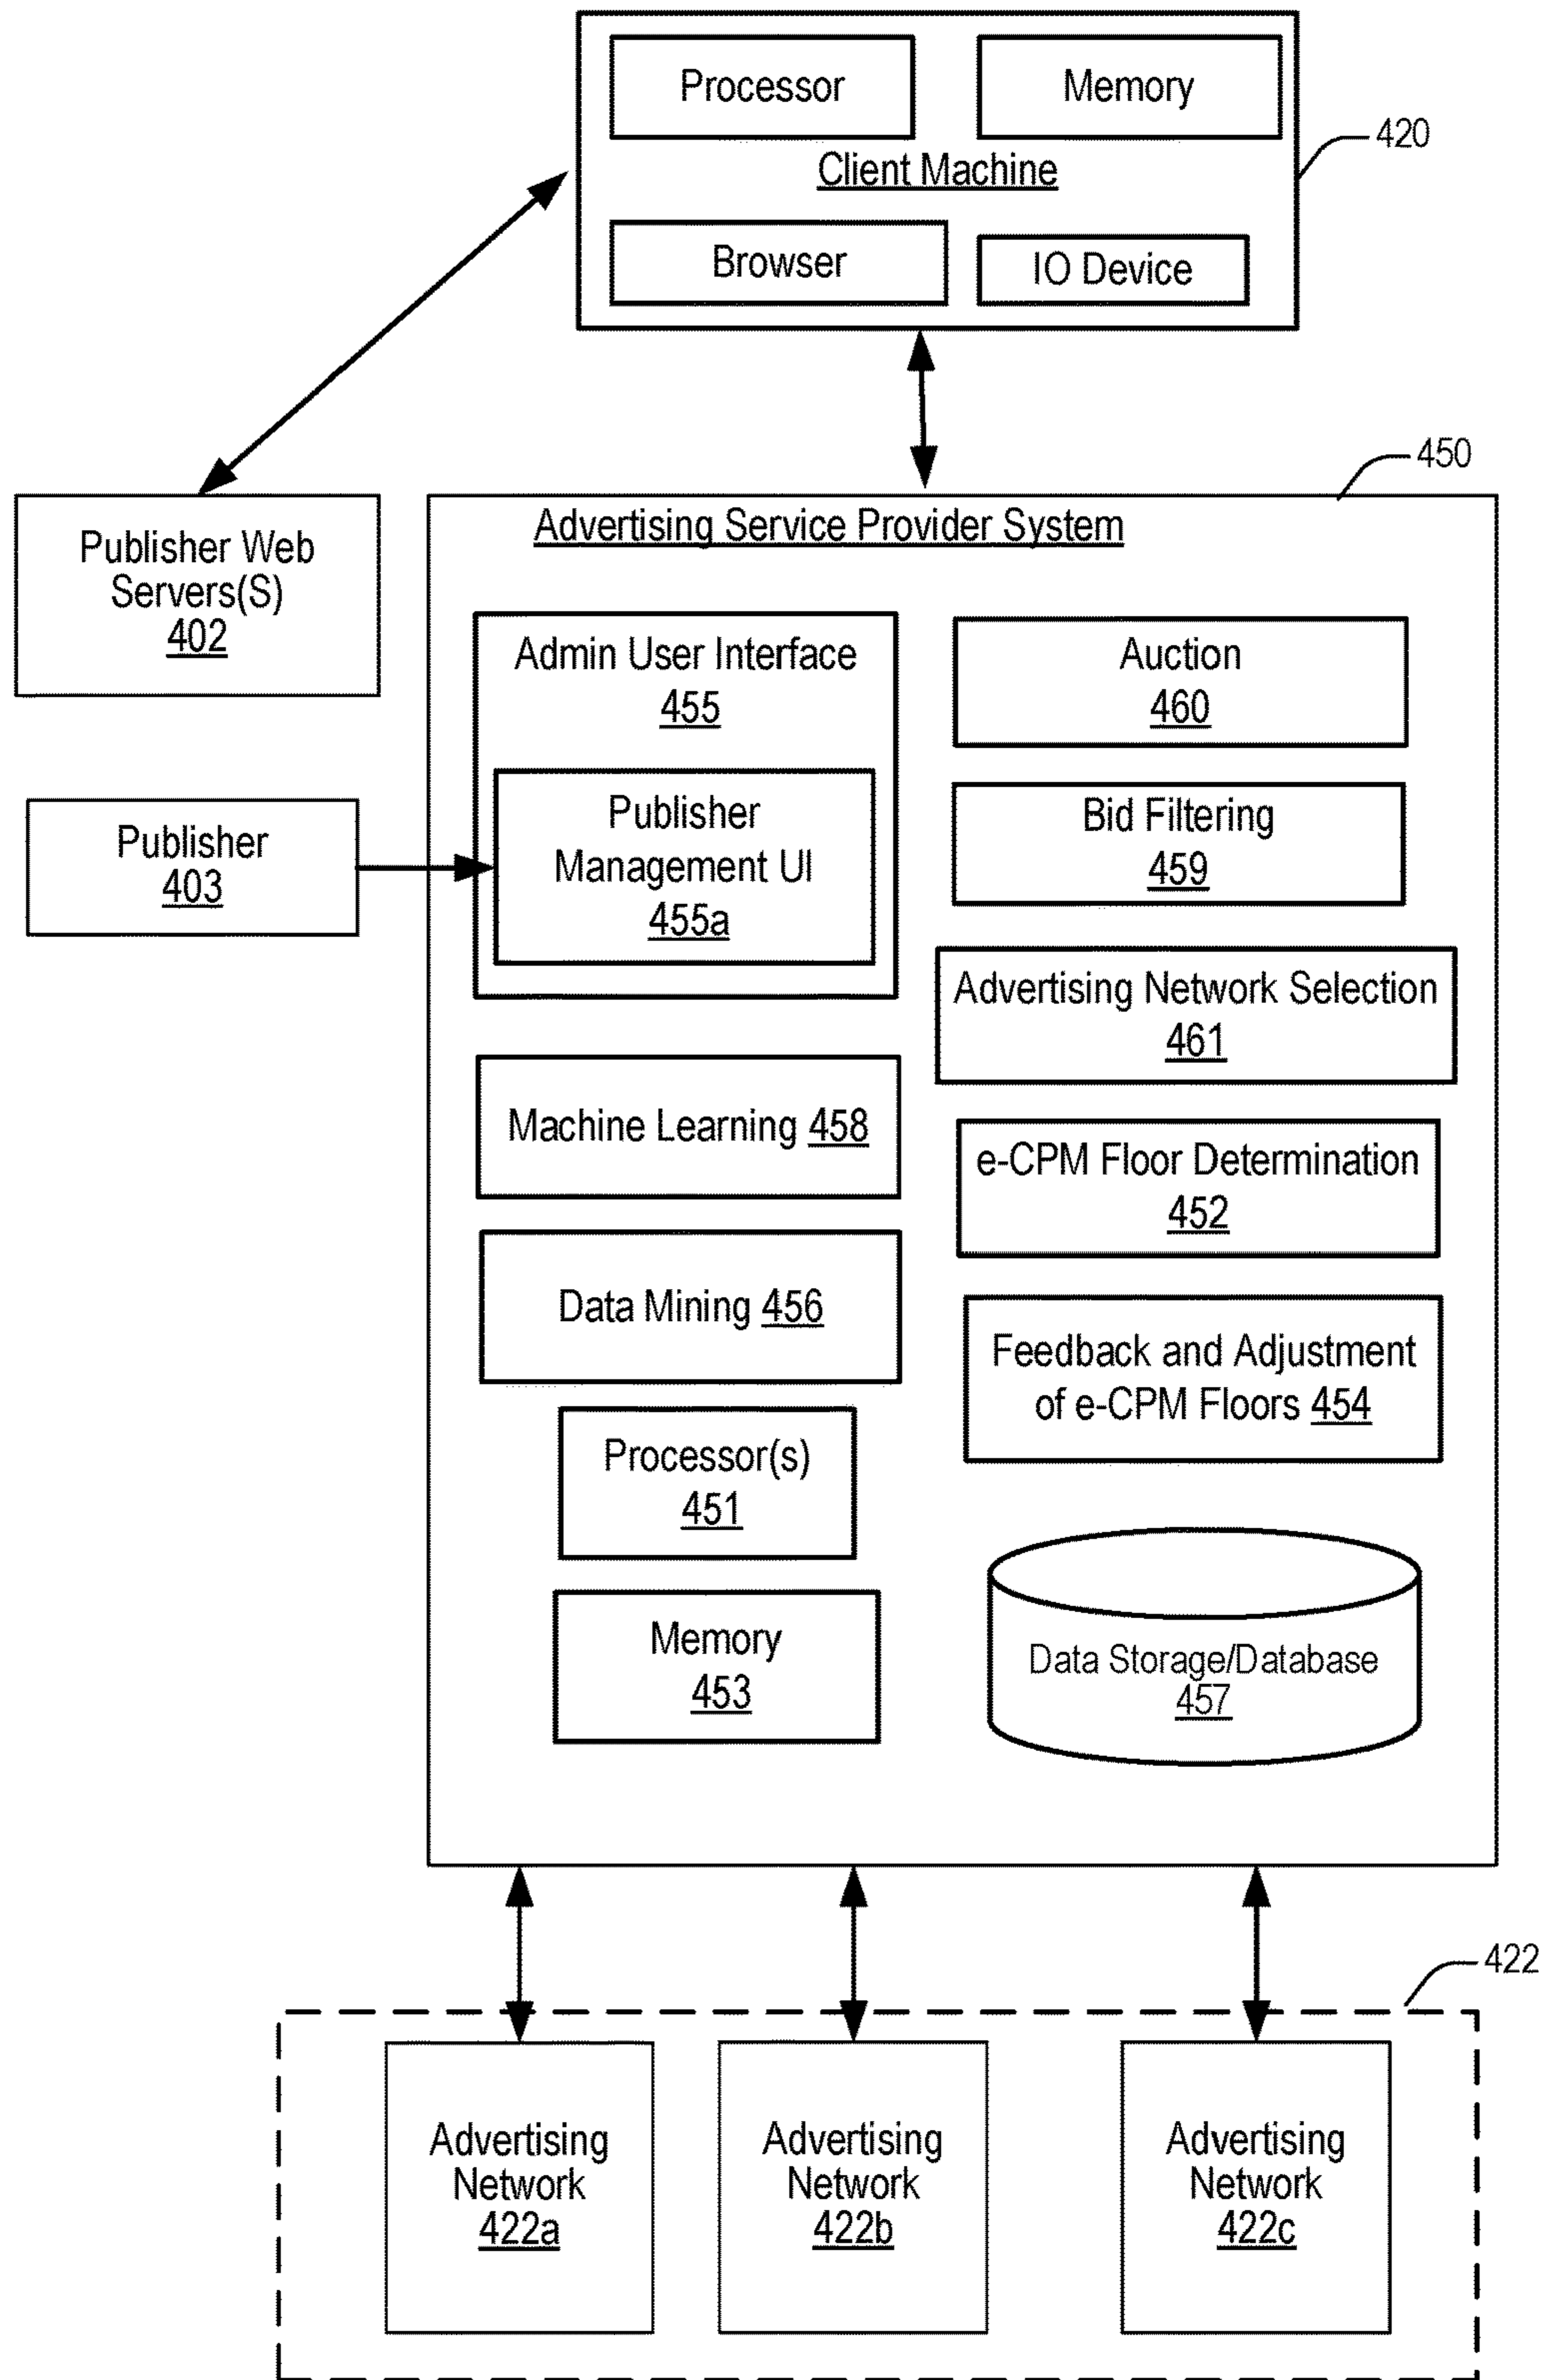 Processor
Memory
420
Client Machine
Browser
IO Device
450
Advertising Service Provider System
Publisher Web
Servers(S)
402
Admin User Interface
455
Auction
460
Publisher
403
Publisher
Management UI
455a
Bid Filtering
459
Advertising Network Selection
461
Machine Learning 458
e-CPM Floor Determination
452
Data Mining 456
Feedback and Adjustment
of e-CPM Floors 454
Processor(s)
451
Memory
453
Data Storage/Database
457
422
Advertising
Network
422a
Advertising
Network
422b
Advertising
Network
422c